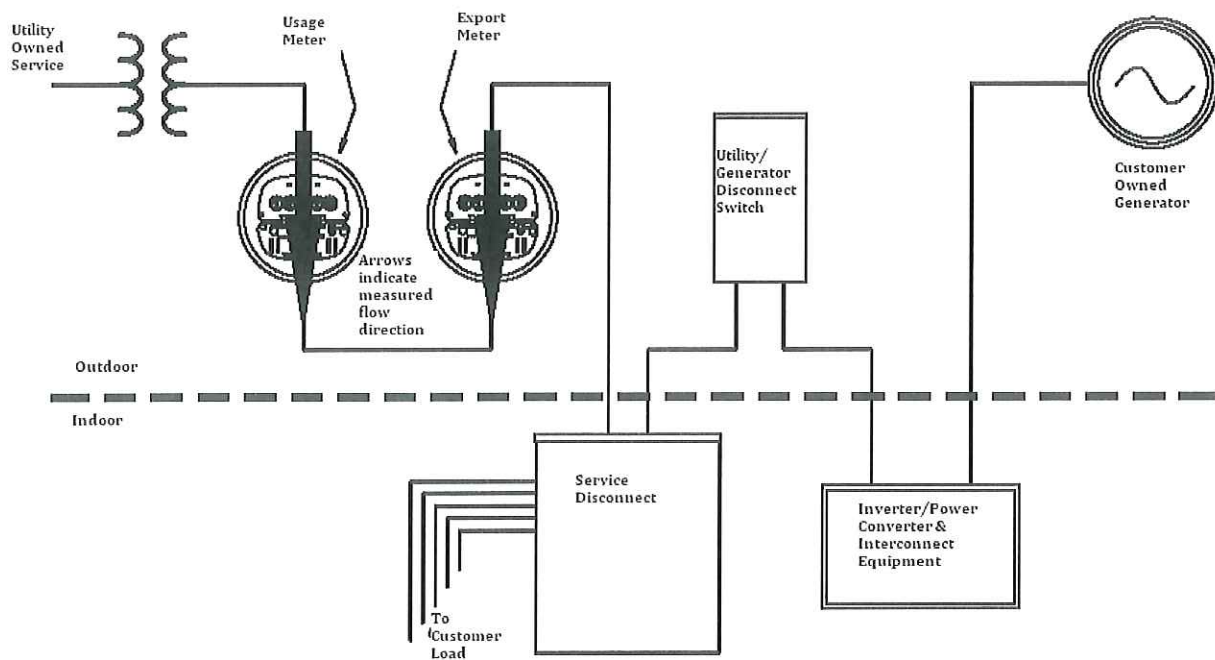 Utility
Owned
Service
Usage
Meter
Export
Meter
Utility/
Generator
Disconnect
Switch
Customer
Owned
Generator
Arrows
indicate
measured
flow
direction
Outdoor
Indoor
Service
Disconnect
Inverter/Power
Converter &
Interconnect
Equipment
To
Customer
Load